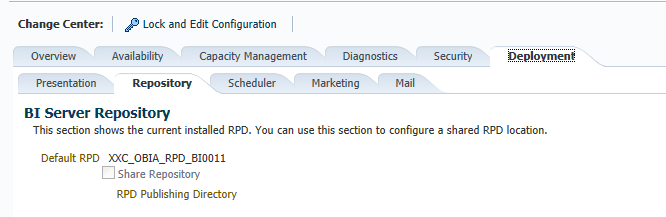 Change Center: Lock and Edit Configuration
Overview Availability Capacity Management Diagnostics Security Deployment
Presentation Repository Scheduler Marketing Mail
BI Server Repository
This section shows the current installed RPD. You can use this section to configure a shared RPD location.
Default RPD XXC_OBIA_RPD_BI0011
Share Repository
RPD Publishing Directory